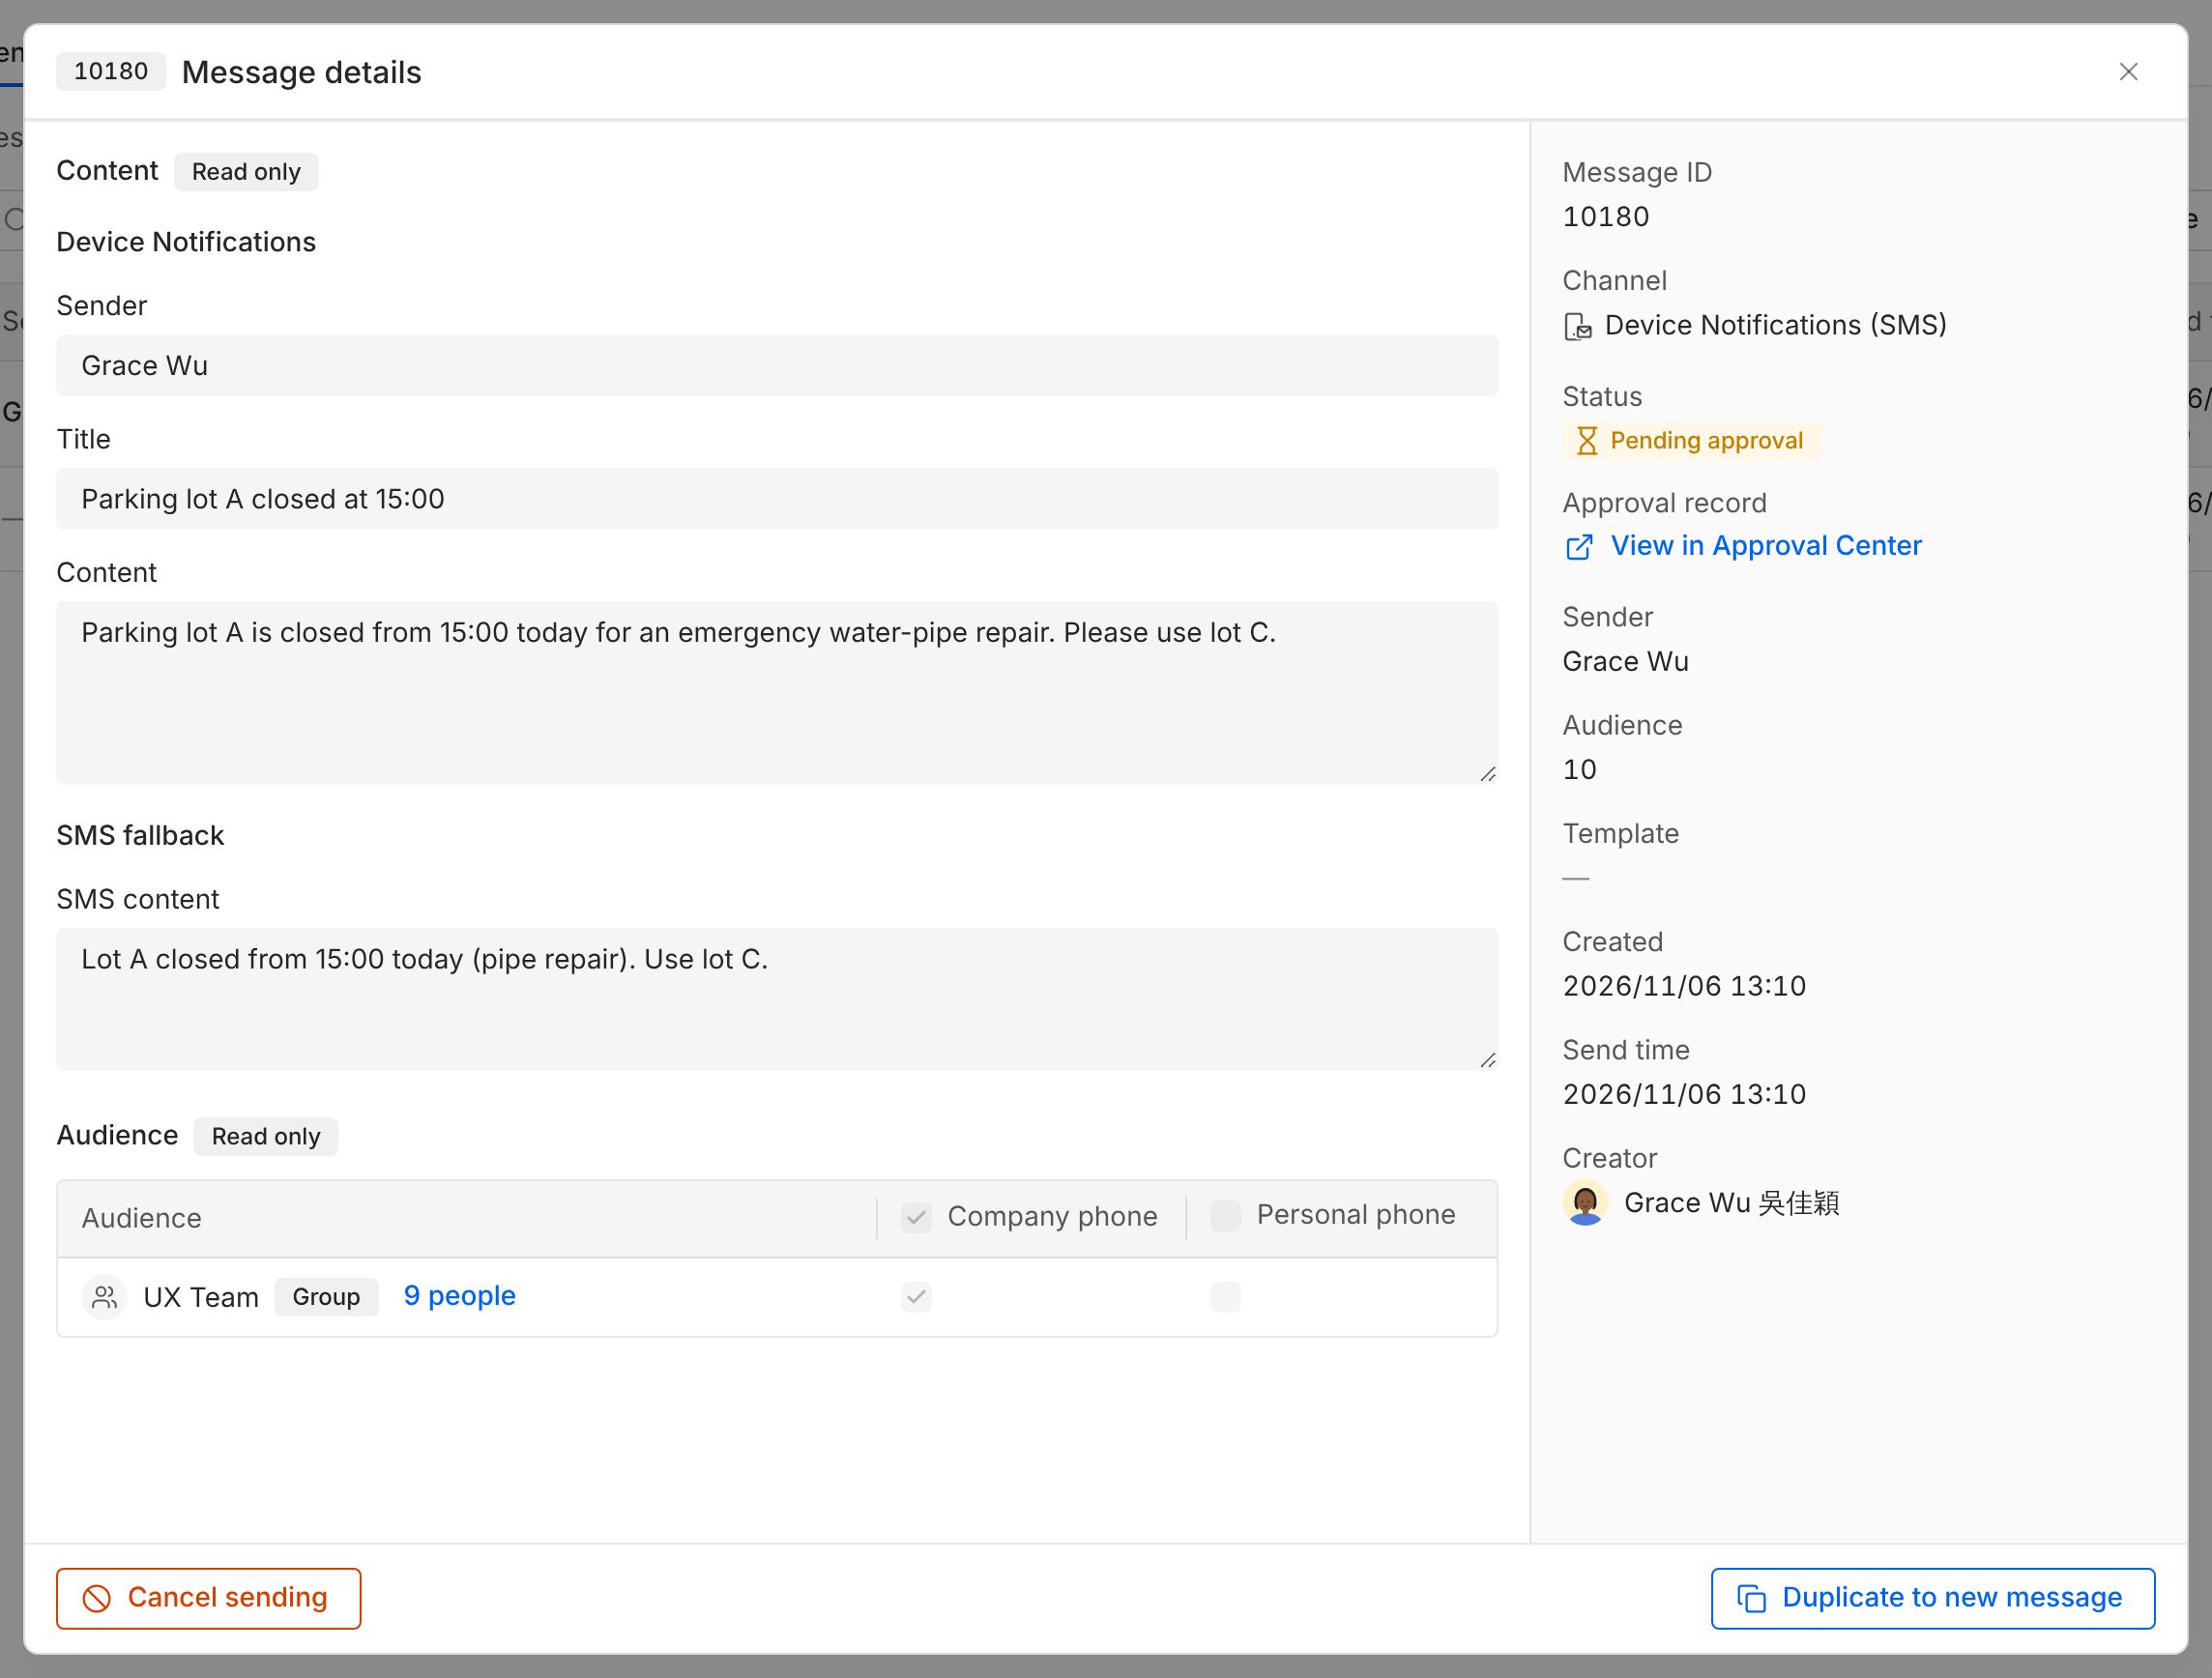 10180 Message details
Content Read only
Device Notifications
Sender
Grace Wu
Title
Parking lot A closed at 15:00
Content
Parking lot A is closed from 15:00 today for an emergency water-pipe repair. Please use lot C.
SMS fallback
SMS content
Lot A closed from 15:00 today (pipe repair). Use lot C.
Audience Read only
Audience Company phone Personal phone
UX Team Group 9 people
Message ID
10180
Channel
Device Notifications (SMS)
Status
Pending approval
Approval record
View in Approval Center
Sender
Grace Wu
Audience
10
Template
—
Created
2026/11/06 13:10
Send time
2026/11/06 13:10
Creator
Grace Wu 吳佳穎
Cancel sending
Duplicate to new message